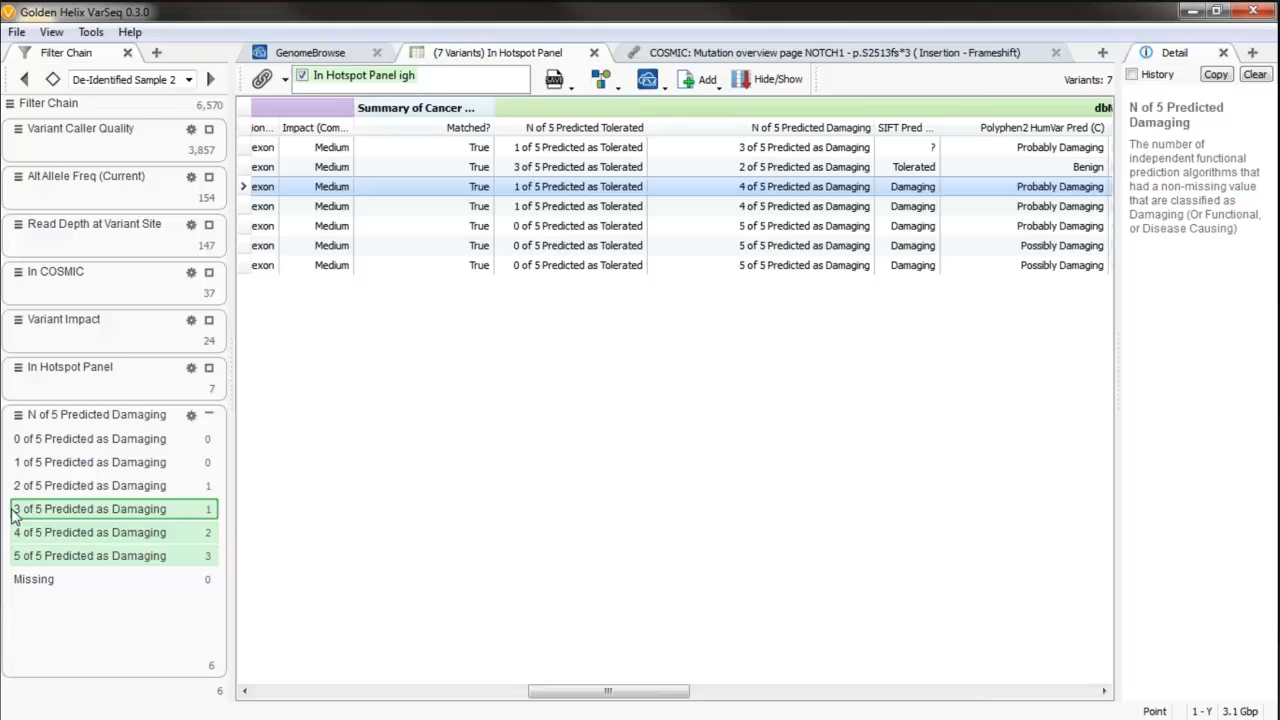 Golden Helix VarSeq 0.3.0
File View Tools Help
Filter Chain
GenomeBrowse
(7 Variants) In Hotspot Panel
COSMIC: Mutation overview page NOTCH1 - p.S2513fs*3 ( Insertion - Frameshift)
Detail
De-Identified Sample 2
In Hotspot Panel igh
Add
Hide/Show
Variants: 7
History
Copy
Clear
Filter Chain 6,570
Variant Caller Quality
3,857
Alt Allele Freq (Current)
154
Read Depth at Variant Site
147
In COSMIC
37
Variant Impact
24
In Hotspot Panel
7
N of 5 Predicted Damaging
0 of 5 Predicted as Damaging 0
1 of 5 Predicted as Damaging 0
2 of 5 Predicted as Damaging 1
3 of 5 Predicted as Damaging 1
4 of 5 Predicted as Damaging 2
5 of 5 Predicted as Damaging 3
Missing 0
6
6
Summary of Cancer ...
ion... Impact (Com... Matched? N of 5 Predicted Tolerated N of 5 Predicted Damaging SIFT Pred ... Polyphen2 HumVar Pred (C)
exon Medium True 1 of 5 Predicted as Tolerated 3 of 5 Predicted as Damaging ? Probably Damaging
exon Medium True 3 of 5 Predicted as Tolerated 2 of 5 Predicted as Damaging Tolerated Benign
exon Medium True 1 of 5 Predicted as Tolerated 4 of 5 Predicted as Damaging Damaging Probably Damaging
exon Medium True 1 of 5 Predicted as Tolerated 4 of 5 Predicted as Damaging Damaging Probably Damaging
exon Medium True 0 of 5 Predicted as Tolerated 5 of 5 Predicted as Damaging Damaging Probably Damaging
exon Medium True 0 of 5 Predicted as Tolerated 5 of 5 Predicted as Damaging Damaging Possibly Damaging
exon Medium True 0 of 5 Predicted as Tolerated 5 of 5 Predicted as Damaging Damaging Possibly Damaging
N of 5 Predicted
Damaging
The number of
independent functional
prediction algorithms that
had a non-missing value
that are classified as
Damaging (Or Functional,
or Disease Causing)
Point 1 - Y 3.1 Gbp